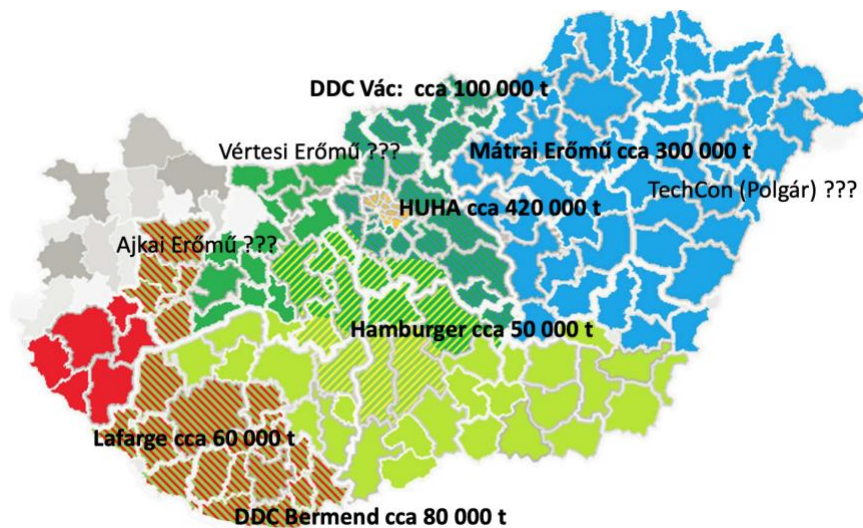 DDC Vác: cca 100 000 t
Vértesi Erőmű ???
Mátrai Erőmű cca 300 000 t
TechCon (Polgár) ???
HUHA cca 420 000 t
Ajkai Erőmű ???
Hamburger cca 50 000 t
Lafarge cca 60 000 t
DDC Bermend cca 80 000 t